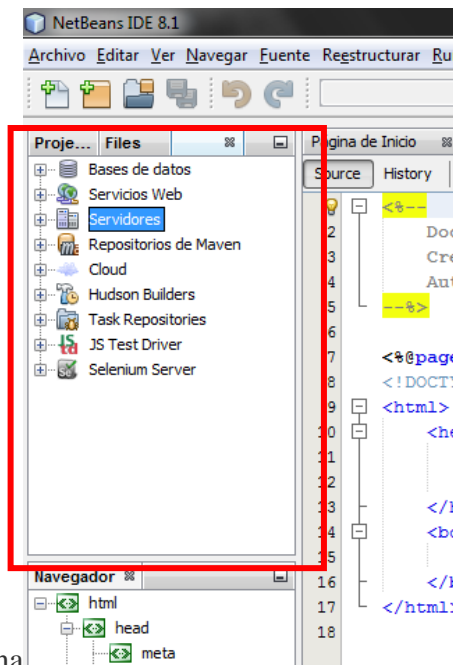 NetBeans IDE 8.1
Archivo Editar Ver Navegar Fuente Reestructurar Ru
Proje... Files
Bases de datos
Servicios Web
Servidores
Repositorios de Maven
Cloud
Hudson Builders
Task Repositories
JS Test Driver
Selenium Server
Navegador
html
head
meta
na
Página de Inicio
Source History
<%--
2 Doc
3 Cre
4 Aut
5 --%>
6
7 <%@page
8 <!DOCTY
9 <html>
10 <he
11
12
13 </h
14 <bo
15
16 </b
17 </html>
18